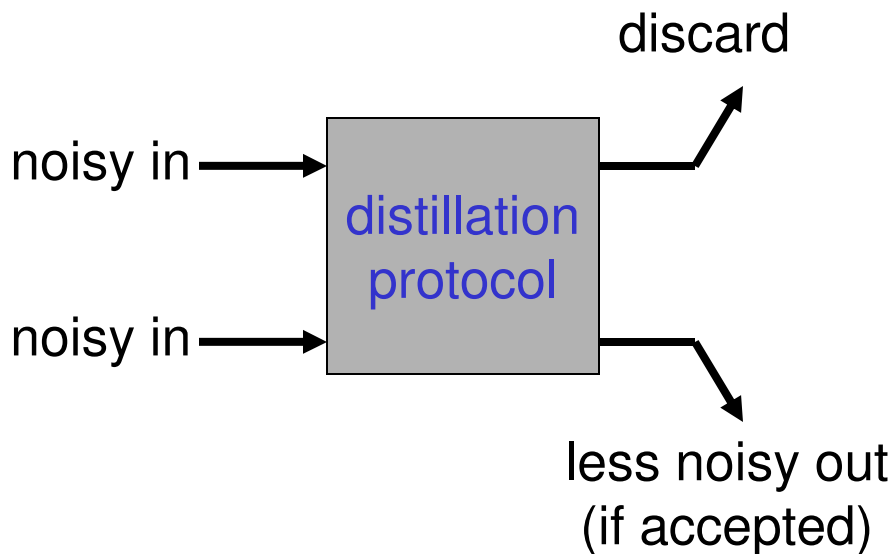 discard
noisy in
distillation
protocol
noisy in
less noisy out
(if accepted)